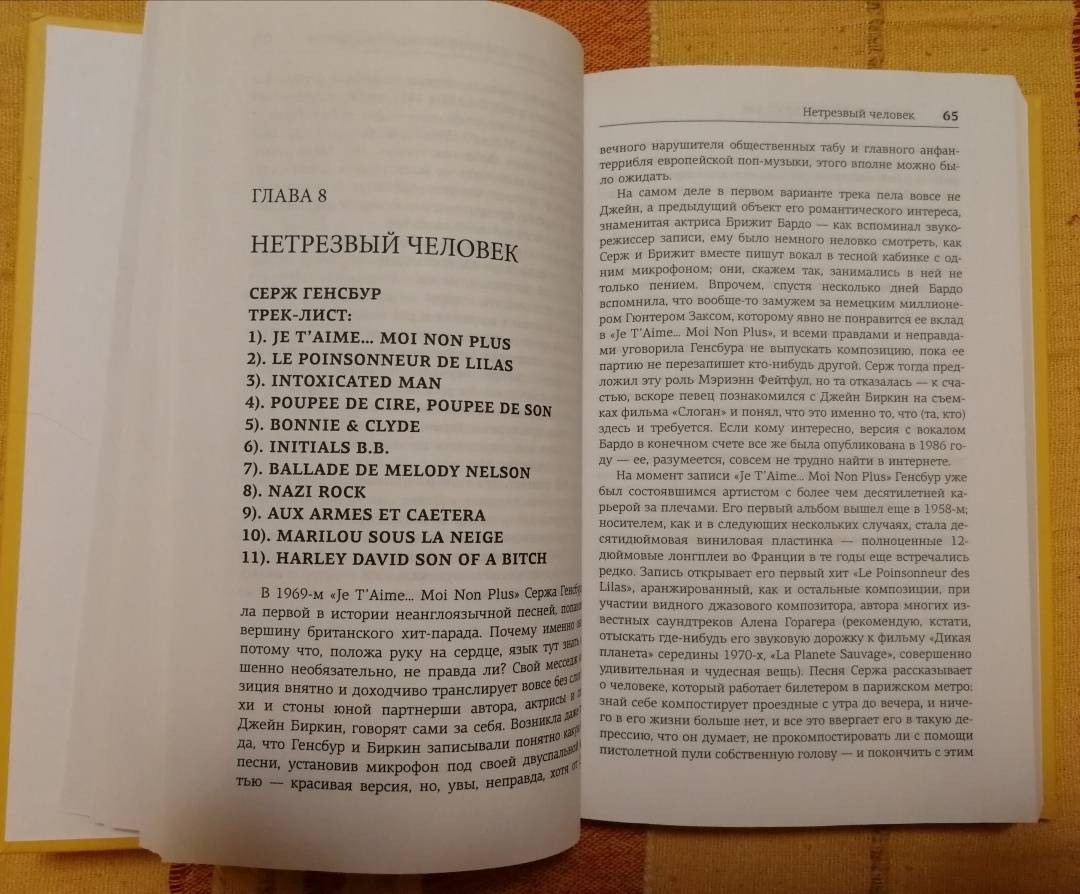 ГЛАВА 8
НЕТРЕЗВЫЙ ЧЕЛОВЕК
СЕРЖ ГЕНСБУР
ТРЕК-ЛИСТ:
1). JE T’AIME... MOI NON PLUS
2). LE POINSONNEUR DE LILAS
3). INTOXICATED MAN
4). POUPEE DE CIRE, POUPEE DE SON
5). BONNIE & CLYDE
6). INITIALS B.B.
7). BALLADE DE MELODY NELSON
8). NAZI ROCK
9). AUX ARMES ET CAETERA
10). MARILOU SOUS LA NEIGE
11). HARLEY DAVID SON OF A BITCH
В 1969-м «Je T’Aime... Moi Non Plus» Сержа Генсбур
ла первой в истории неанглоязычной песней,
вершину британского хит-парада. Почему именно
потому что, положа руку на сердце, язык тут знать
шенно необязательно, не правда ли? Свой месседж
зиция внятно и доходчиво транслирует вовсе без
хи и стоны юной партнерши автора, актрисы и
Джейн Биркин, говорят сами за себя. Возникла даже
да, что Генсбур и Биркин записывали понятно
песни, установив микрофон под своей двуспальной
тью — красивая версия, но, увы, неправда, хотя от
Нетрезвый человек 65
вечного нарушителя общественных табу и главного анфан-
террибля европейской поп-музыки, этого вполне можно бы-
ло ожидать.
На самом деле в первом варианте трека пела вовсе не
Джейн, а предыдущий объект его романтического интереса,
знаменитая актриса Брижит Бардо — как вспоминал звуко-
режиссер записи, ему было немного неловко смотреть, как
Серж и Брижит вместе пишут вокал в тесной кабинке с од-
ним микрофоном; они, скажем так, занимались в ней не
только пением. Впрочем, спустя несколько дней Бардо
вспомнила, что вообще-то замужем за немецким миллионе-
ром Гюнтером Заксом, которому явно не понравится ее вклад
в «Je T’Aime... Moi Non Plus», и всеми правдами и неправда-
ми уговорила Генсбура не выпускать композицию, пока ее
партию не перезапишет кто-нибудь другой. Серж тогда пред-
ложил эту роль Мэриэнн Фейтфул, но та отказалась — к сча-
стью, вскоре певец познакомился с Джейн Биркин на съем-
ках фильма «Слоган» и понял, что это именно то, что (та, кто)
здесь и требуется. Если кому интересно, версия с вокалом
Бардо в конечном счете все же была опубликована в 1986 го-
ду — ее, разумеется, совсем не трудно найти в интернете.
На момент записи «Je T’Aime... Moi Non Plus» Генсбур уже
был состоявшимся артистом с более чем десятилетней ка-
рьерой за плечами. Его первый альбом вышел еще в 1958-м;
носителем, как и в следующих нескольких случаях, стала де-
сятидюймовая виниловая пластинка — полноценные 12-
дюймовые лонгплеи во Франции в те годы еще встречались
редко. Запись открывает его первый хит «Le Poinsonneur des
Lilas», аранжированный, как и остальные композиции, при
участии видного джазового композитора, автора многих из-
вестных саундтреков Алена Горагера (рекомендую, кстати,
отыскать где-нибудь его звуковую дорожку к фильму «Дикая
планета» середины 1970-х, «La Planete Sauvage», совершенно
удивительная и чудесная вещь). Песня Сержа рассказывает
о человеке, который работает билетером в парижском метро:
знай себе компостирует проездные с утра до вечера, и ниче-
го в его жизни больше нет, и все это ввергает его в такую де-
прессию, что он думает, не прокомпостировать ли с помощи
пистолетной пули собственную голову — и покончить с этим